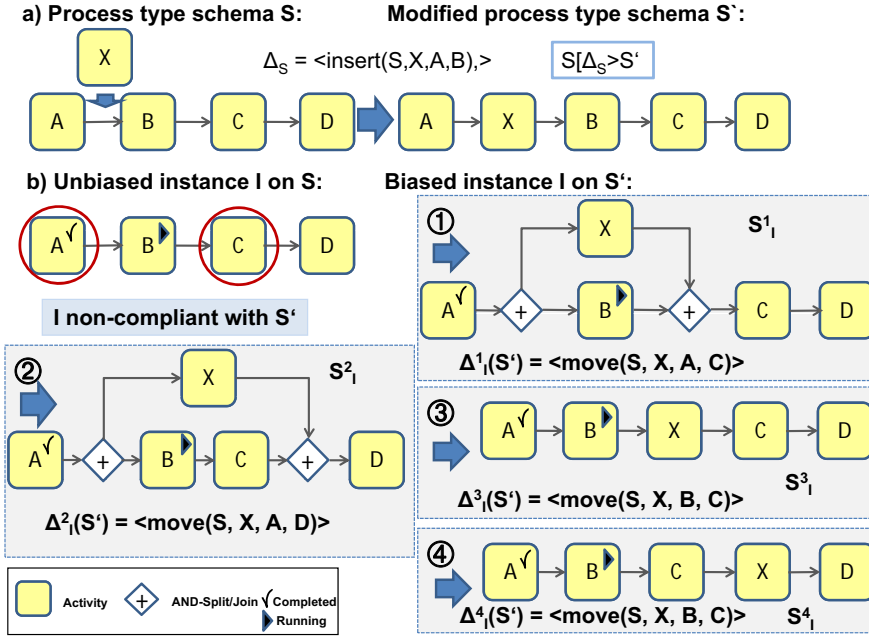 a) Process type schema S:
Modified process type schema S`:
X
ΔS = <insert(S,X,A,B),>
S[ΔS>S‘
A B C D
A X B C D
b) Unbiased instance I on S:
Biased instance I on S‘:
A B C D
I non-compliant with S‘
①
X
S1I
A + B + C D
Δ1I(S‘) = <move(S, X, A, C)>
②
X
S2I
A + B C + D
Δ2I(S‘) = <move(S, X, A, D)>
③
A B X C D
S3I
Δ3I(S‘) = <move(S, X, B, C)>
④
A B C X D
Δ4I(S‘) = <move(S, X, B, C)>
S4I
Activity
+
AND-Split/Join
Completed
Running